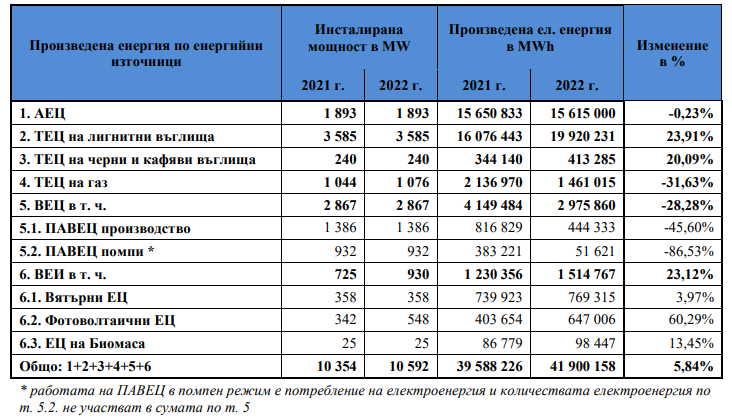 Произведена енергия по енергийни източници | Инсталирана мощност в MW | Произведена ел. енергия в MWh | Изменение в %
2021 г. | 2022 г. | 2021 г. | 2022 г.
1. АЕЦ | 1 893 | 1 893 | 15 650 833 | 15 615 000 | -0,23%
2. ТЕЦ на лигнитни въглища | 3 585 | 3 585 | 16 076 443 | 19 920 231 | 23,91%
3. ТЕЦ на черни и кафяви въглища | 240 | 240 | 344 140 | 413 285 | 20,09%
4. ТЕЦ на газ | 1 044 | 1 076 | 2 136 970 | 1 461 015 | -31,63%
5. ВЕЦ в т. ч. | 2 867 | 2 867 | 4 149 484 | 2 975 860 | -28,28%
5.1. ПАВЕЦ производство | 1 386 | 1 386 | 816 829 | 444 333 | -45,60%
5.2. ПАВЕЦ помпи * | 932 | 932 | 383 221 | 51 621 | -86,53%
6. ВЕИ в т. ч. | 725 | 930 | 1 230 356 | 1 514 767 | 23,12%
6.1. Вятърни ЕЦ | 358 | 358 | 739 923 | 769 315 | 3,97%
6.2. Фотоволтаични ЕЦ | 342 | 548 | 403 654 | 647 006 | 60,29%
6.3. ЕЦ на Биомаса | 25 | 25 | 86 779 | 98 447 | 13,45%
Общо: 1+2+3+4+5+6 | 10 354 | 10 592 | 39 588 226 | 41 900 158 | 5,84%
* работата на ПАВЕЦ в помпен режим е потребление на електроенергия и количествата електроенергия по
т. 5.2. не участват в сумата по т. 5